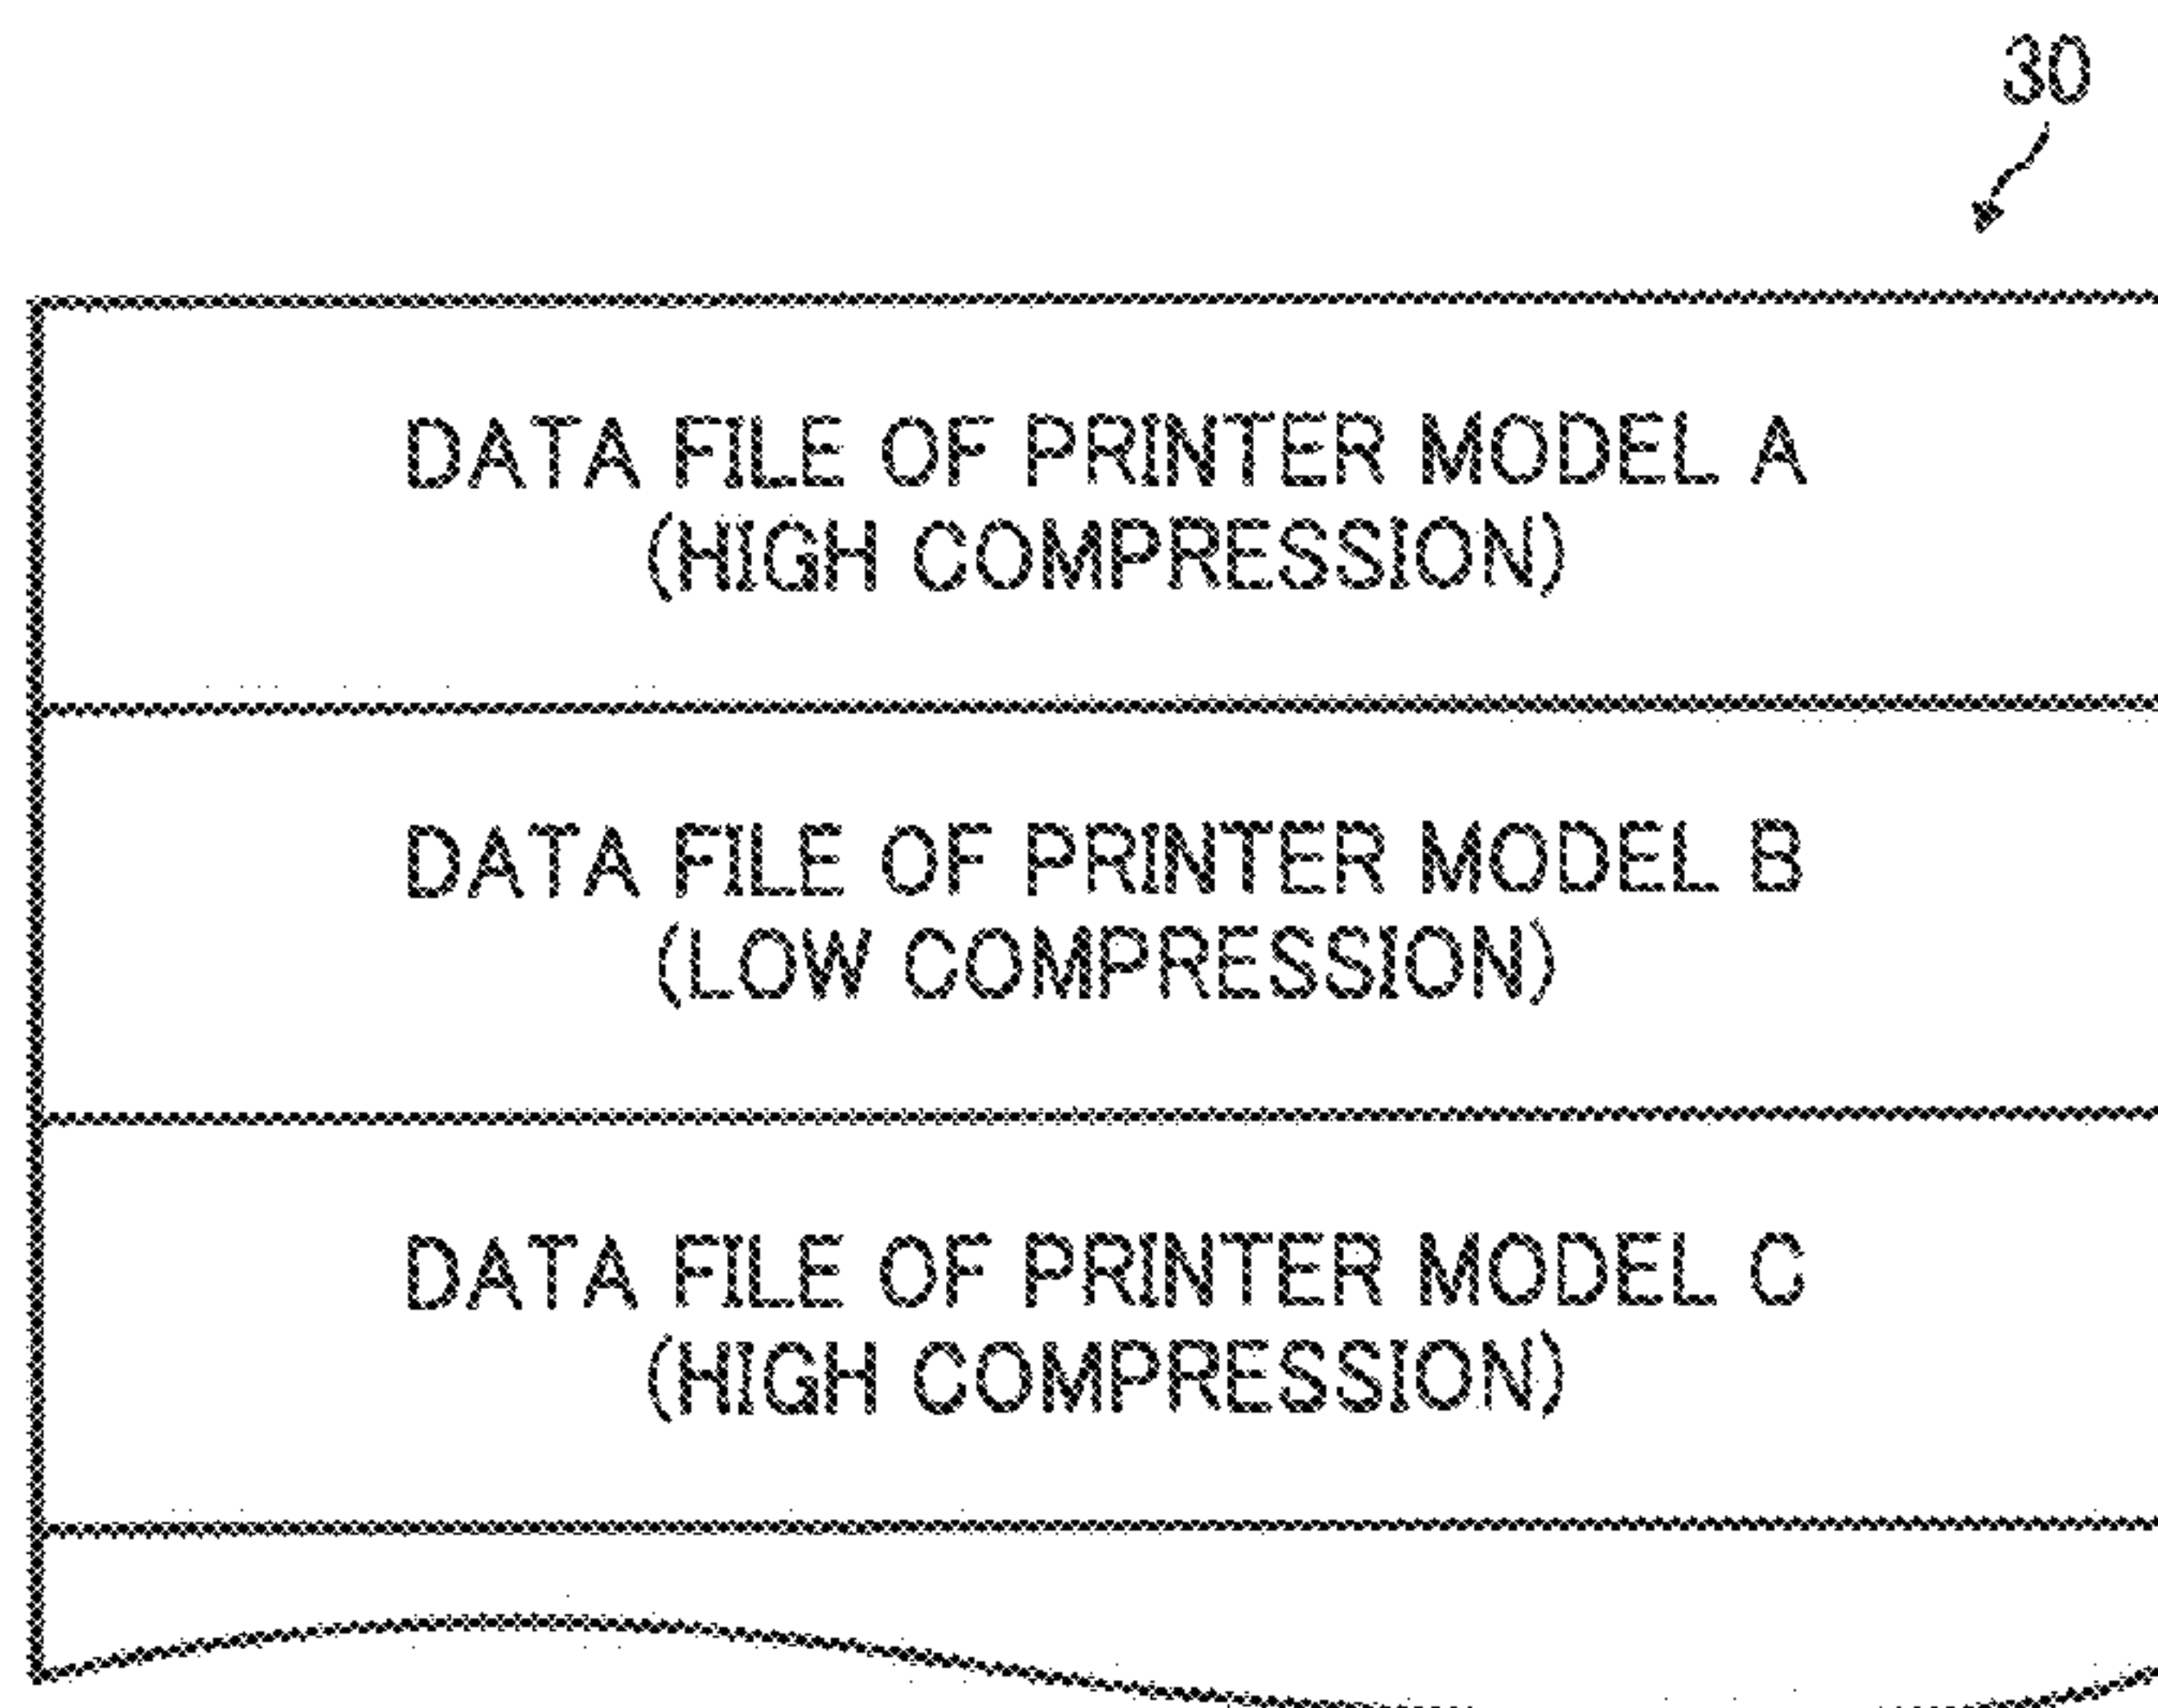 30
DATA FILE OF PRINTER MODEL A
(HIGH COMPRESSION)
DATA FILE OF PRINTER MODEL B
(LOW COMPRESSION)
DATA FILE OF PRINTER MODEL C
(HIGH COMPRESSION)